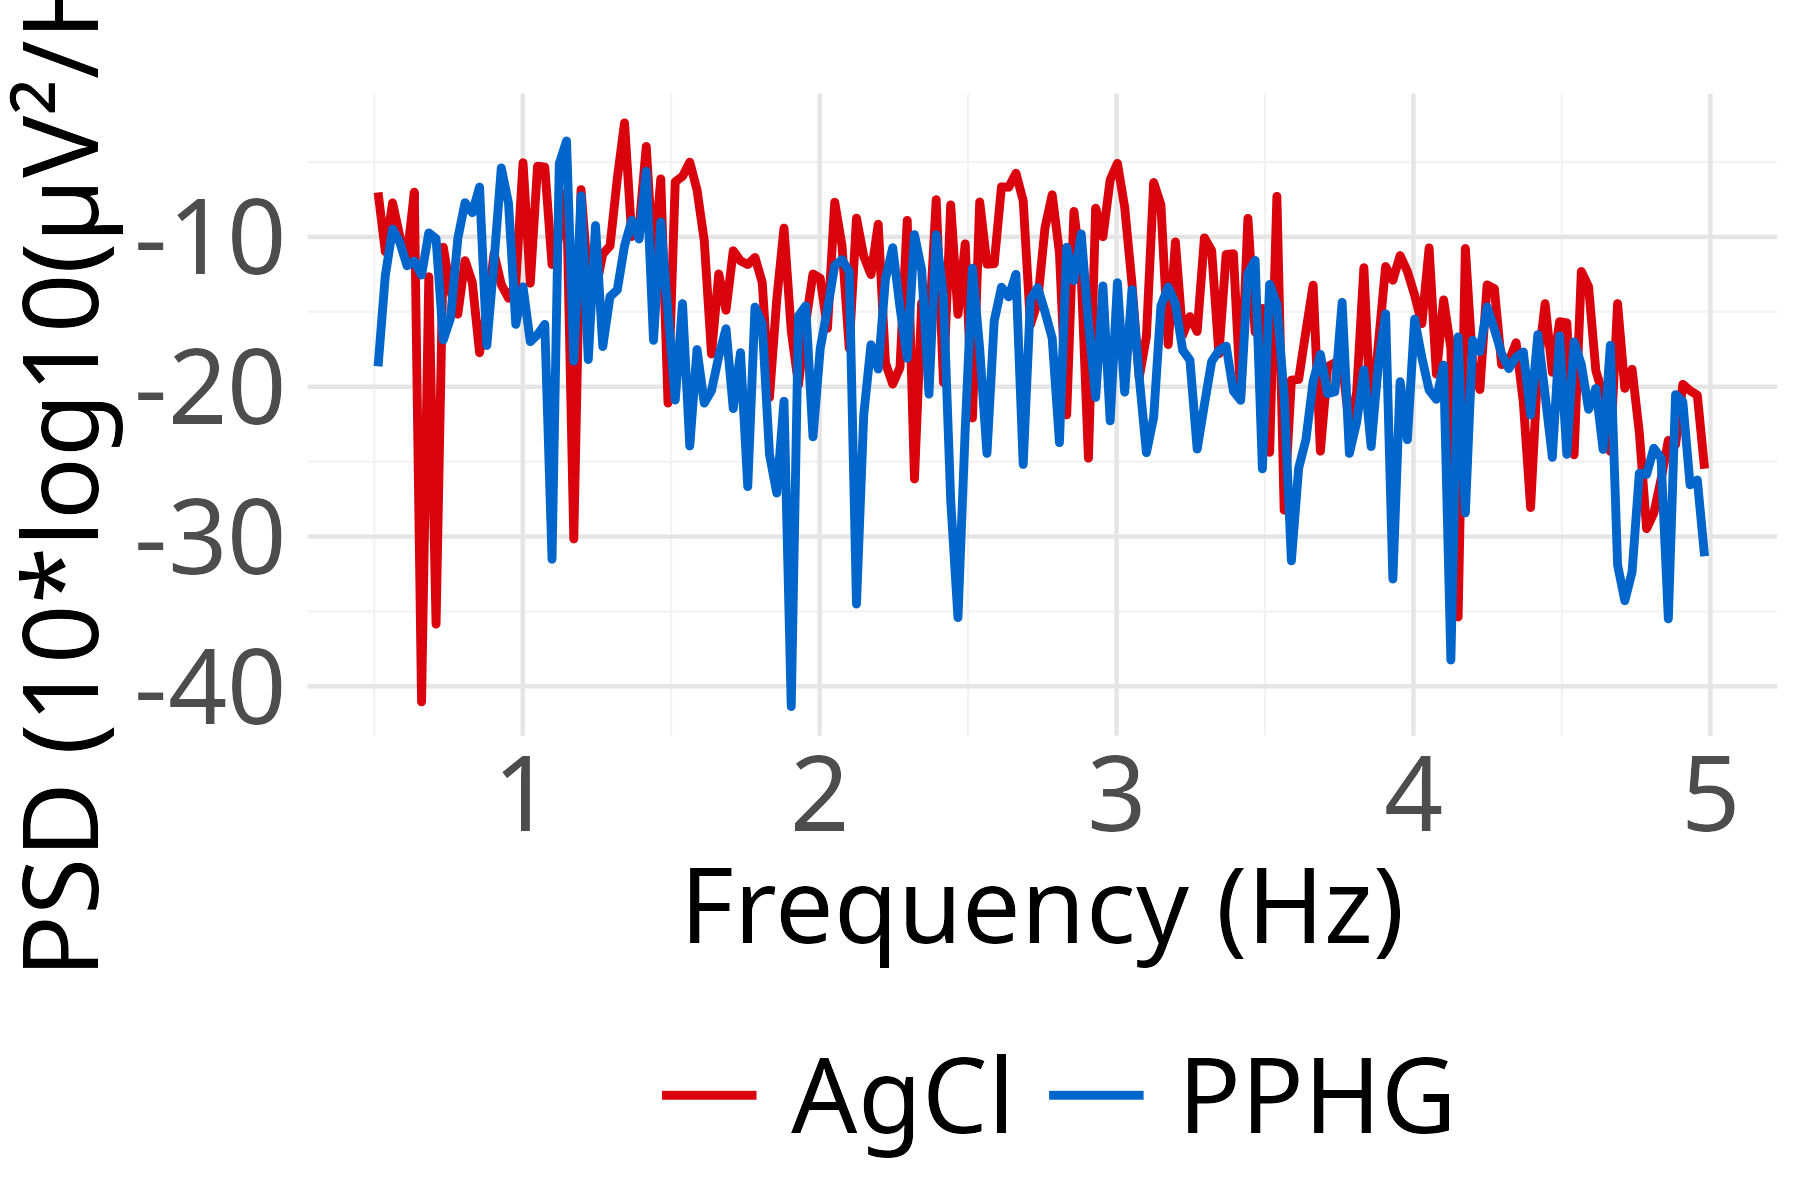 PSD (10*log10(μV²/H
-10
-20
-30
-40
1 2 3 4 5
Frequency (Hz)
AgCl PPHG